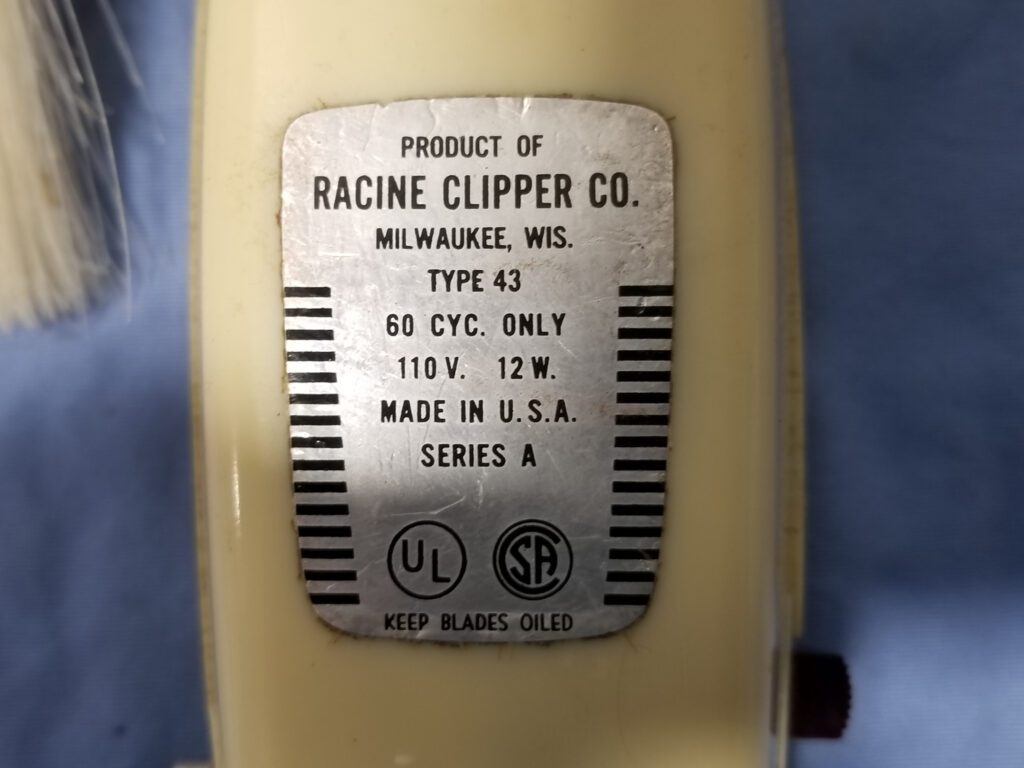 PRODUCT OF
RACINE CLIPPER CO.
MILWAUKEE, WIS.
TYPE 43
60 CYC. ONLY
110 V. 12 W.
MADE IN U.S.A.
SERIES A
UL CSA
KEEP BLADES OILED